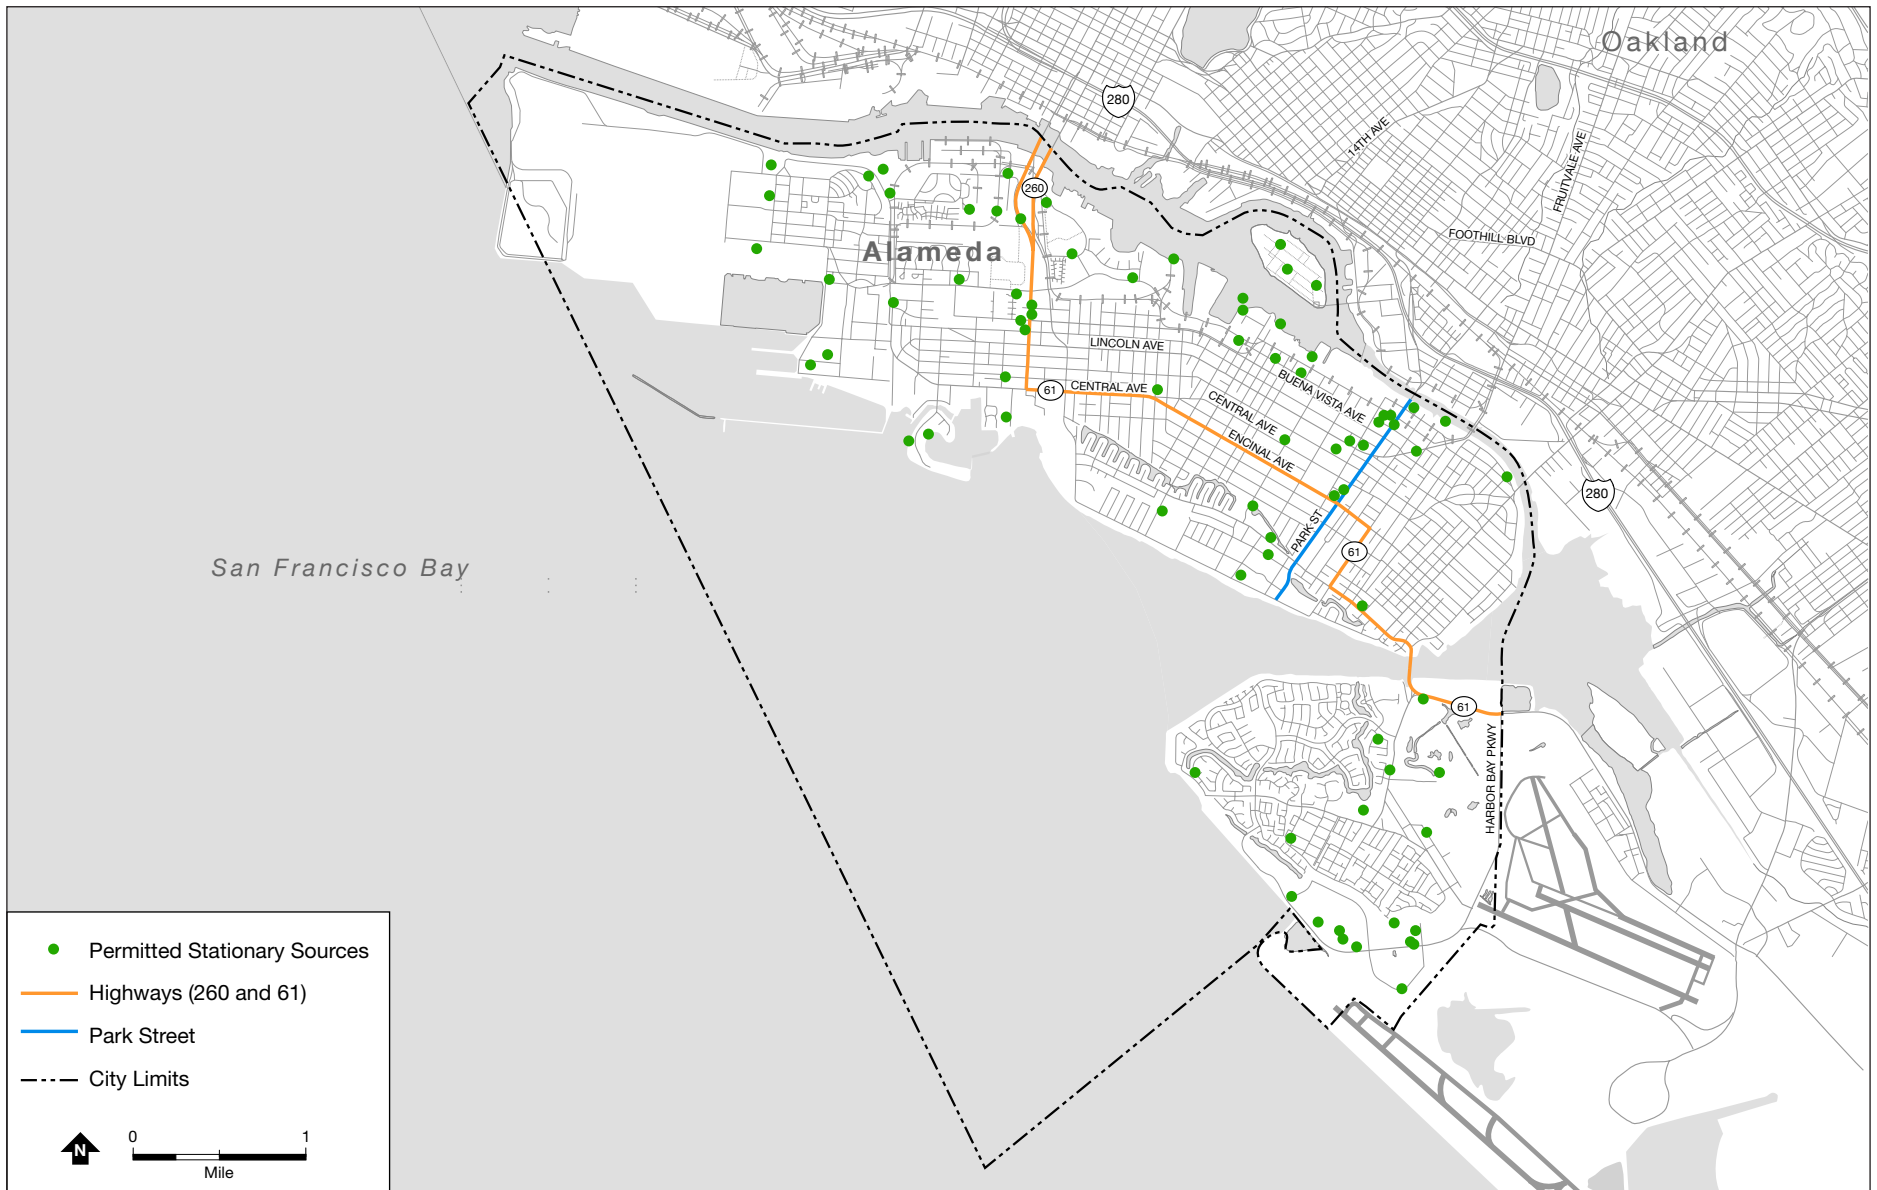 Oakland
280
14TH AVE
FRUITVALE AVE
260
FOOTHILL BLVD
Alameda
LINCOLN AVE
61
CENTRAL AVE
BUENA VISTA AVE
CENTRAL AVE
ENCINAL AVE
280
PARK ST
61
San Francisco Bay
61
HARBOR BAY PKWY
Permitted Stationary Sources
Highways (260 and 61)
Park Street
City Limits
N
0 1
Mile